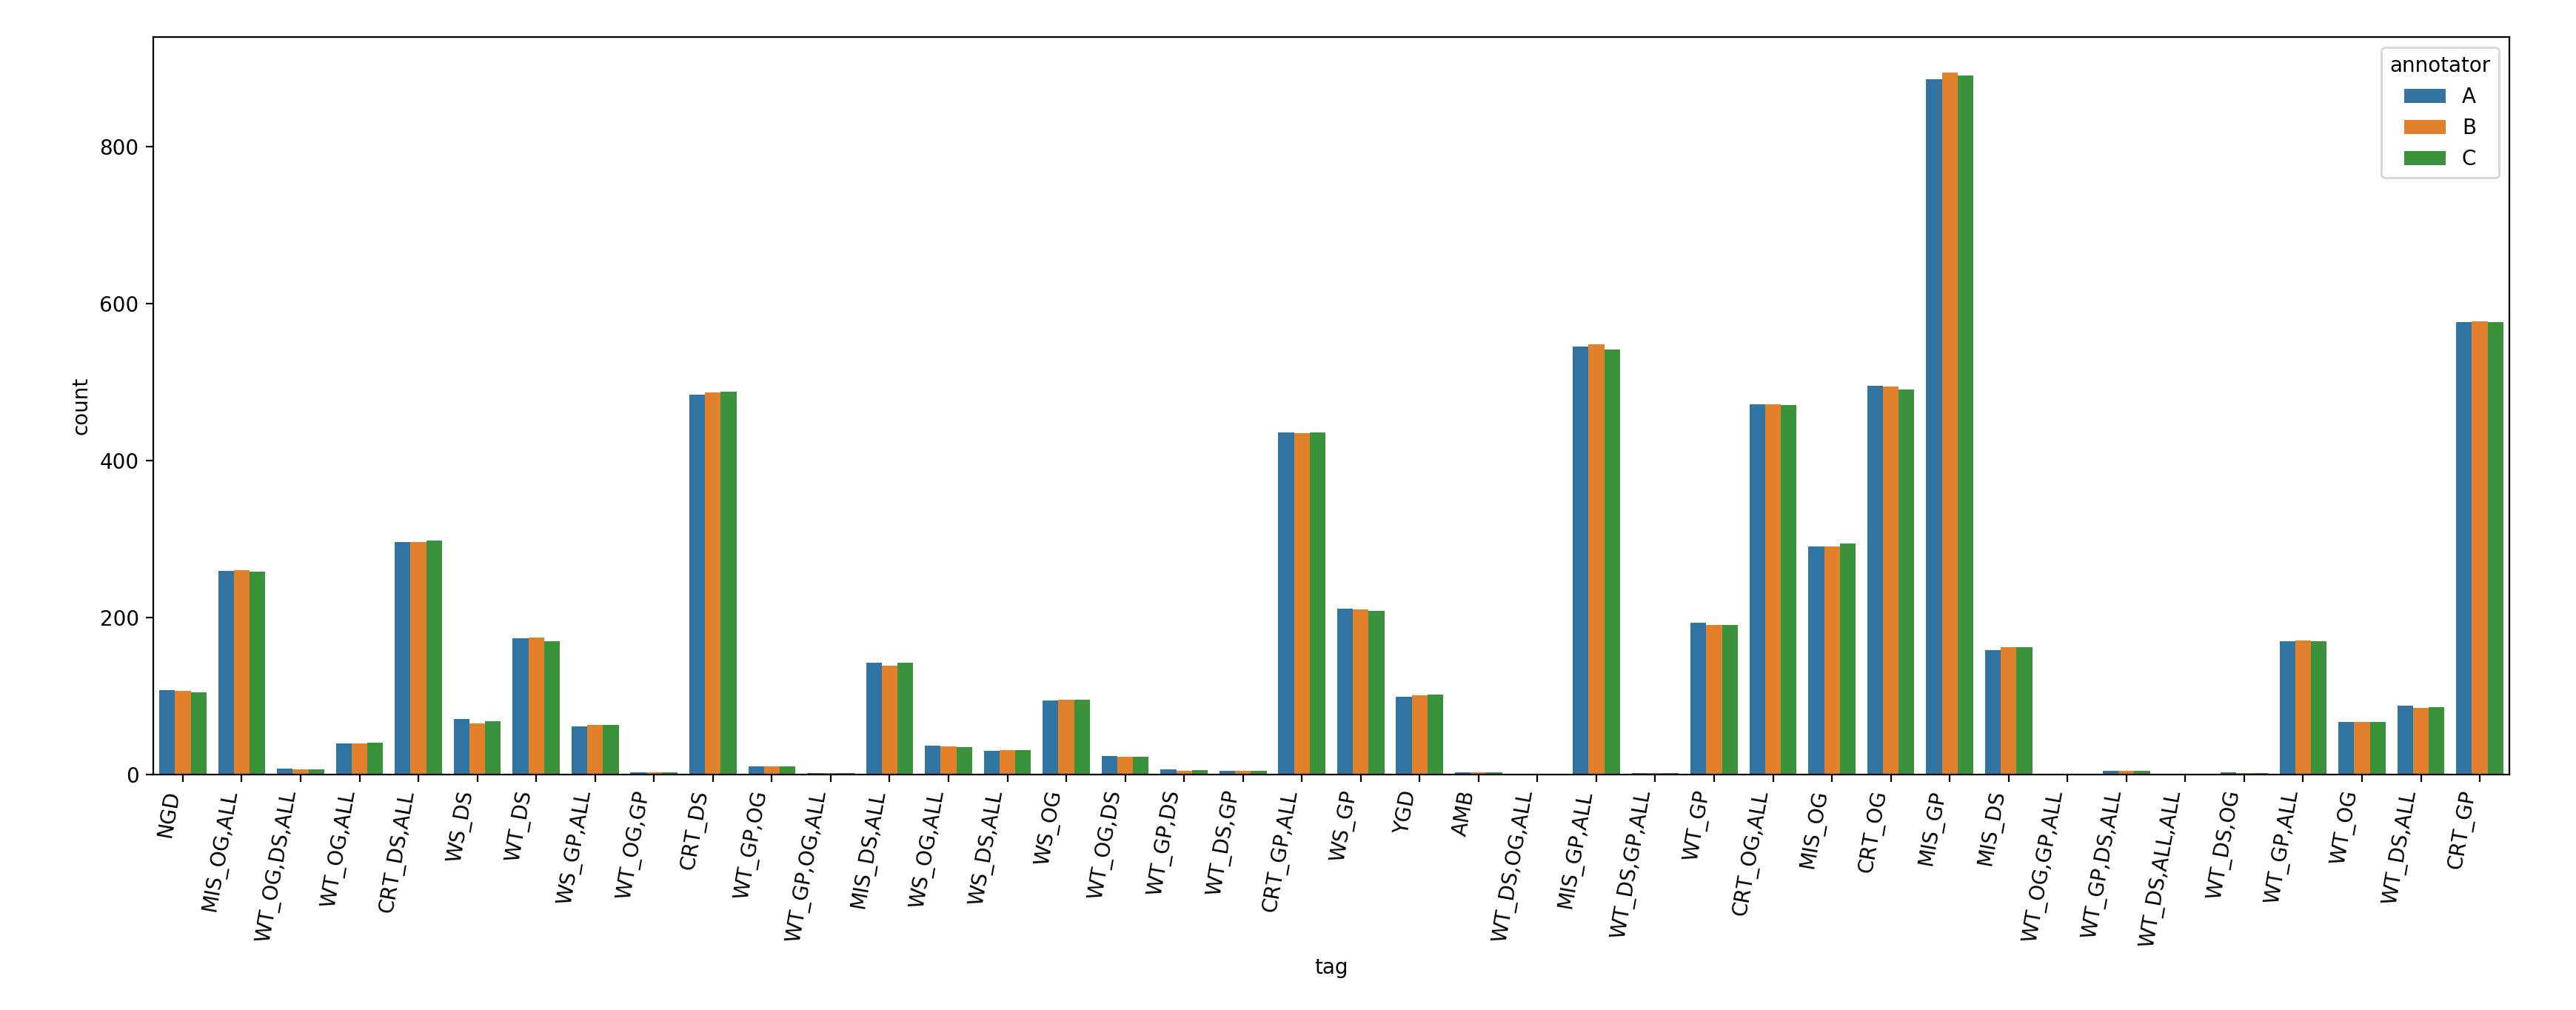 annotator
A
B
C
count
800
600
400
200
0
NGD
MIS_OG,ALL
WT_OG,DS,ALL
WT_OG,ALL
CRT_DS,ALL
WS_DS
WT_DS
WS_GP,ALL
WT_OG,GP
CRT_DS
WT_GP,OG
WT_GP,OG,ALL
MIS_DS,ALL
WS_OG,ALL
WS_DS,ALL
WS_OG
WT_OG,DS
WT_GP,DS
WT_DS,GP
CRT_GP,ALL
WS_GP
YGD
AMB
WT_DS,OG,ALL
MIS_GP,ALL
WT_DS,GP,ALL
WT_GP
CRT_OG,ALL
MIS_OG
CRT_OG
MIS_GP
MIS_DS
WT_OG,GP,ALL
WT_GP,DS,ALL
WT_DS,ALL,ALL
WT_DS,OG
WT_GP,ALL
WT_OG
WT_DS,ALL
CRT_GP
tag